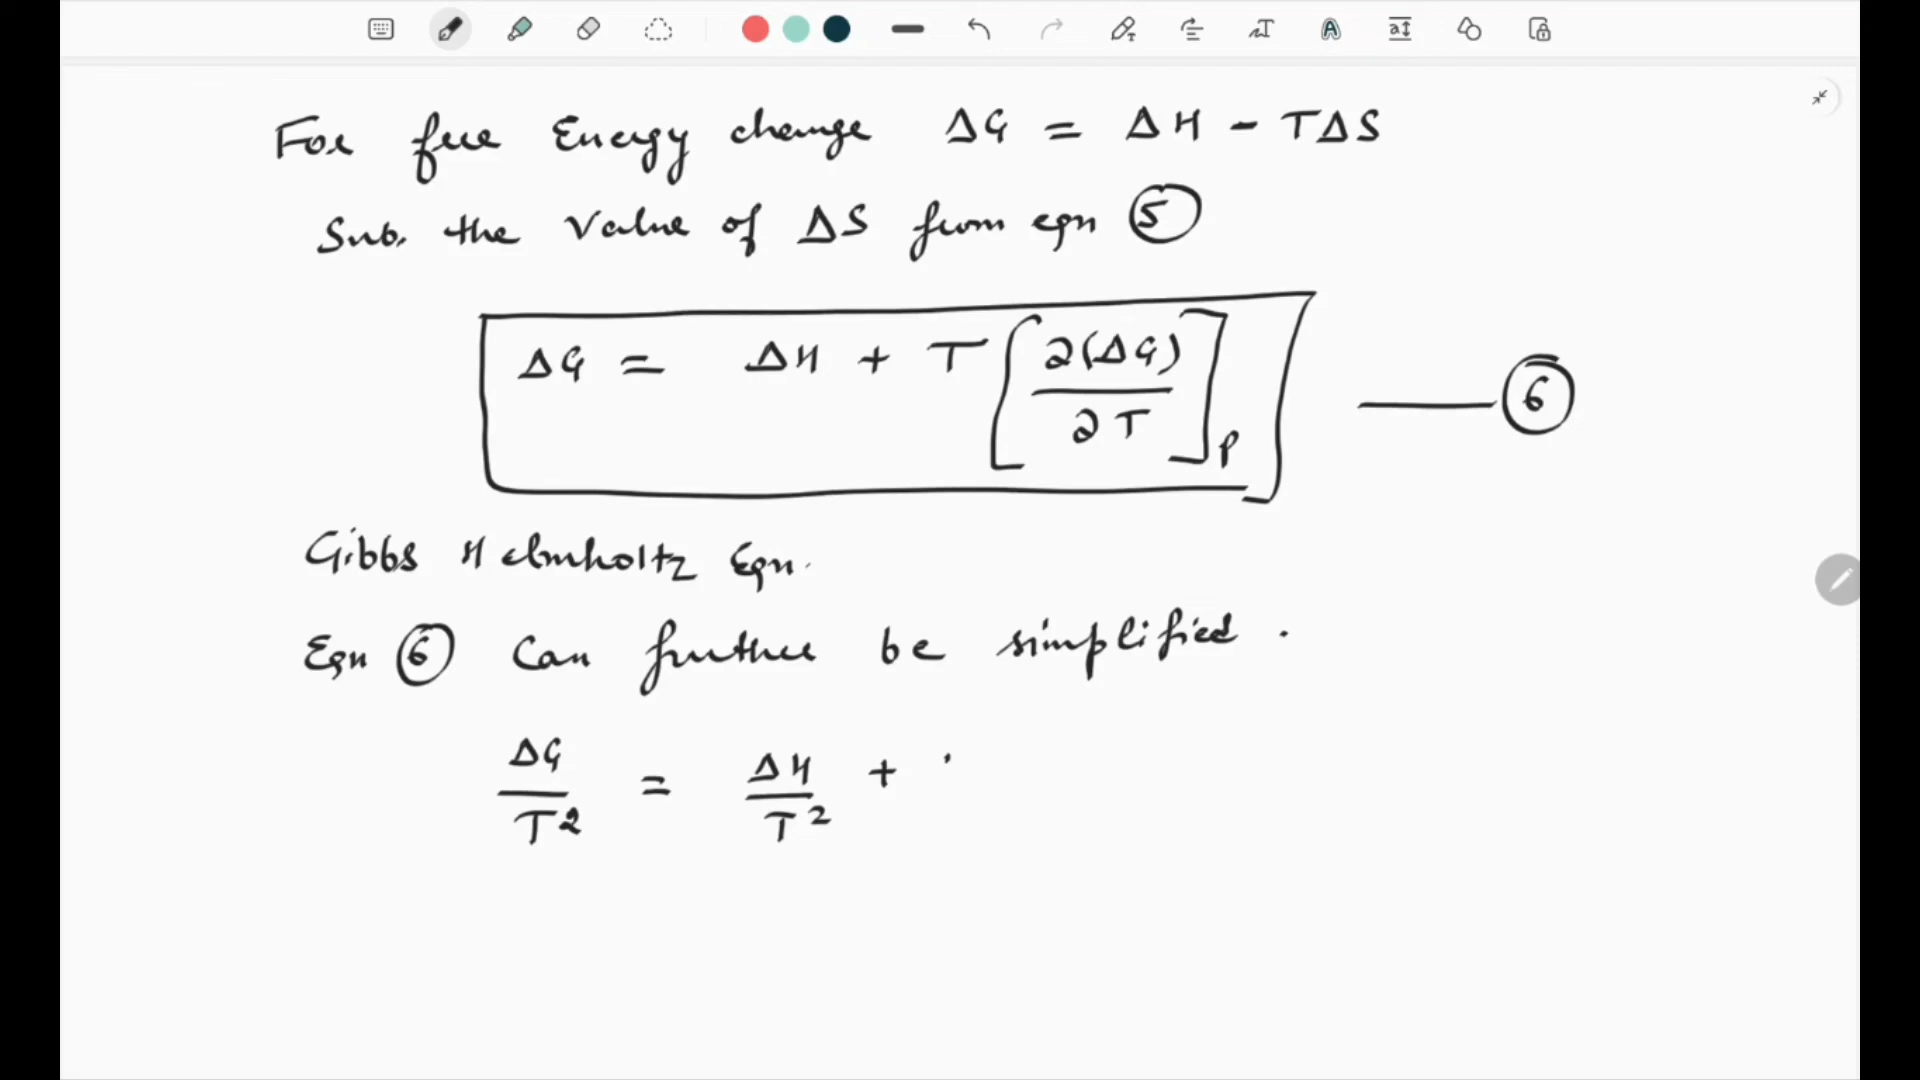 For free Energy change ΔG = ΔH - TΔS
Sub. the value of ΔS from eqn ⑤
ΔG = ΔH + T [∂(ΔG)/∂T]P —— ⑥
Gibbs Helmholtz Eqn.
Eqn ⑥ can further be simplified.
ΔG/T² = ΔH/T² +